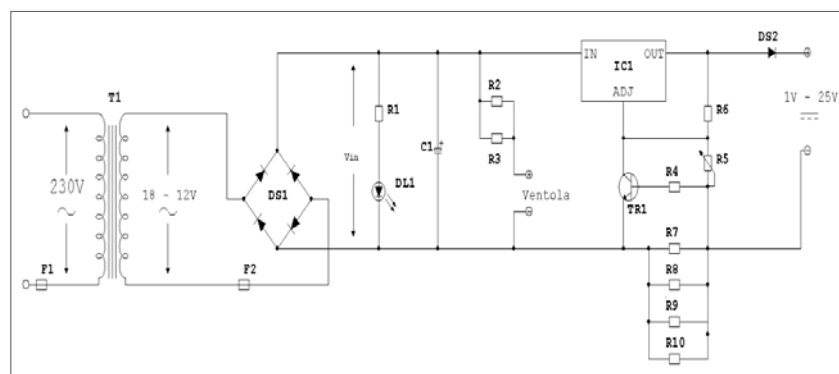 T1
230V
F1
18 - 12V
F2
DS1
Vin
R1
DL1
C1
R2
R3
Ventola
IN
OUT
IC1
ADJ
DS2
1V - 25V
R6
R5
R4
TR1
R7
R8
R9
R10